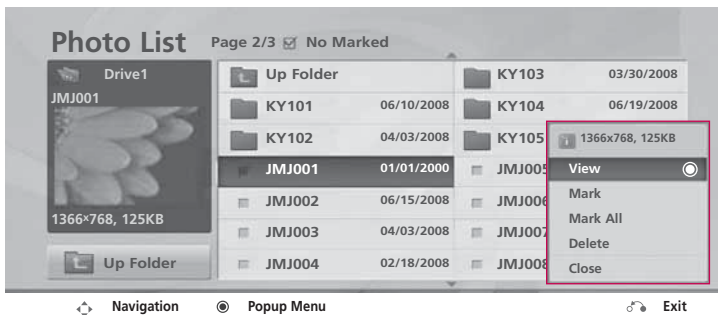 Photo List Page 2/3 No Marked
Drive1
JMJ001
1366x768, 125KB
Up Folder
Up Folder
KY101 06/10/2008
KY102 04/03/2008
JMJ001 01/01/2000
JMJ002 06/15/2008
JMJ003 04/03/2008
JMJ004 02/18/2008
KY103 03/30/2008
KY104 06/19/2008
KY105
JMJ005
JMJ006
JMJ007
JMJ008
1366x768, 125KB
View
Mark
Mark All
Delete
Close
Navigation Popup Menu Exit